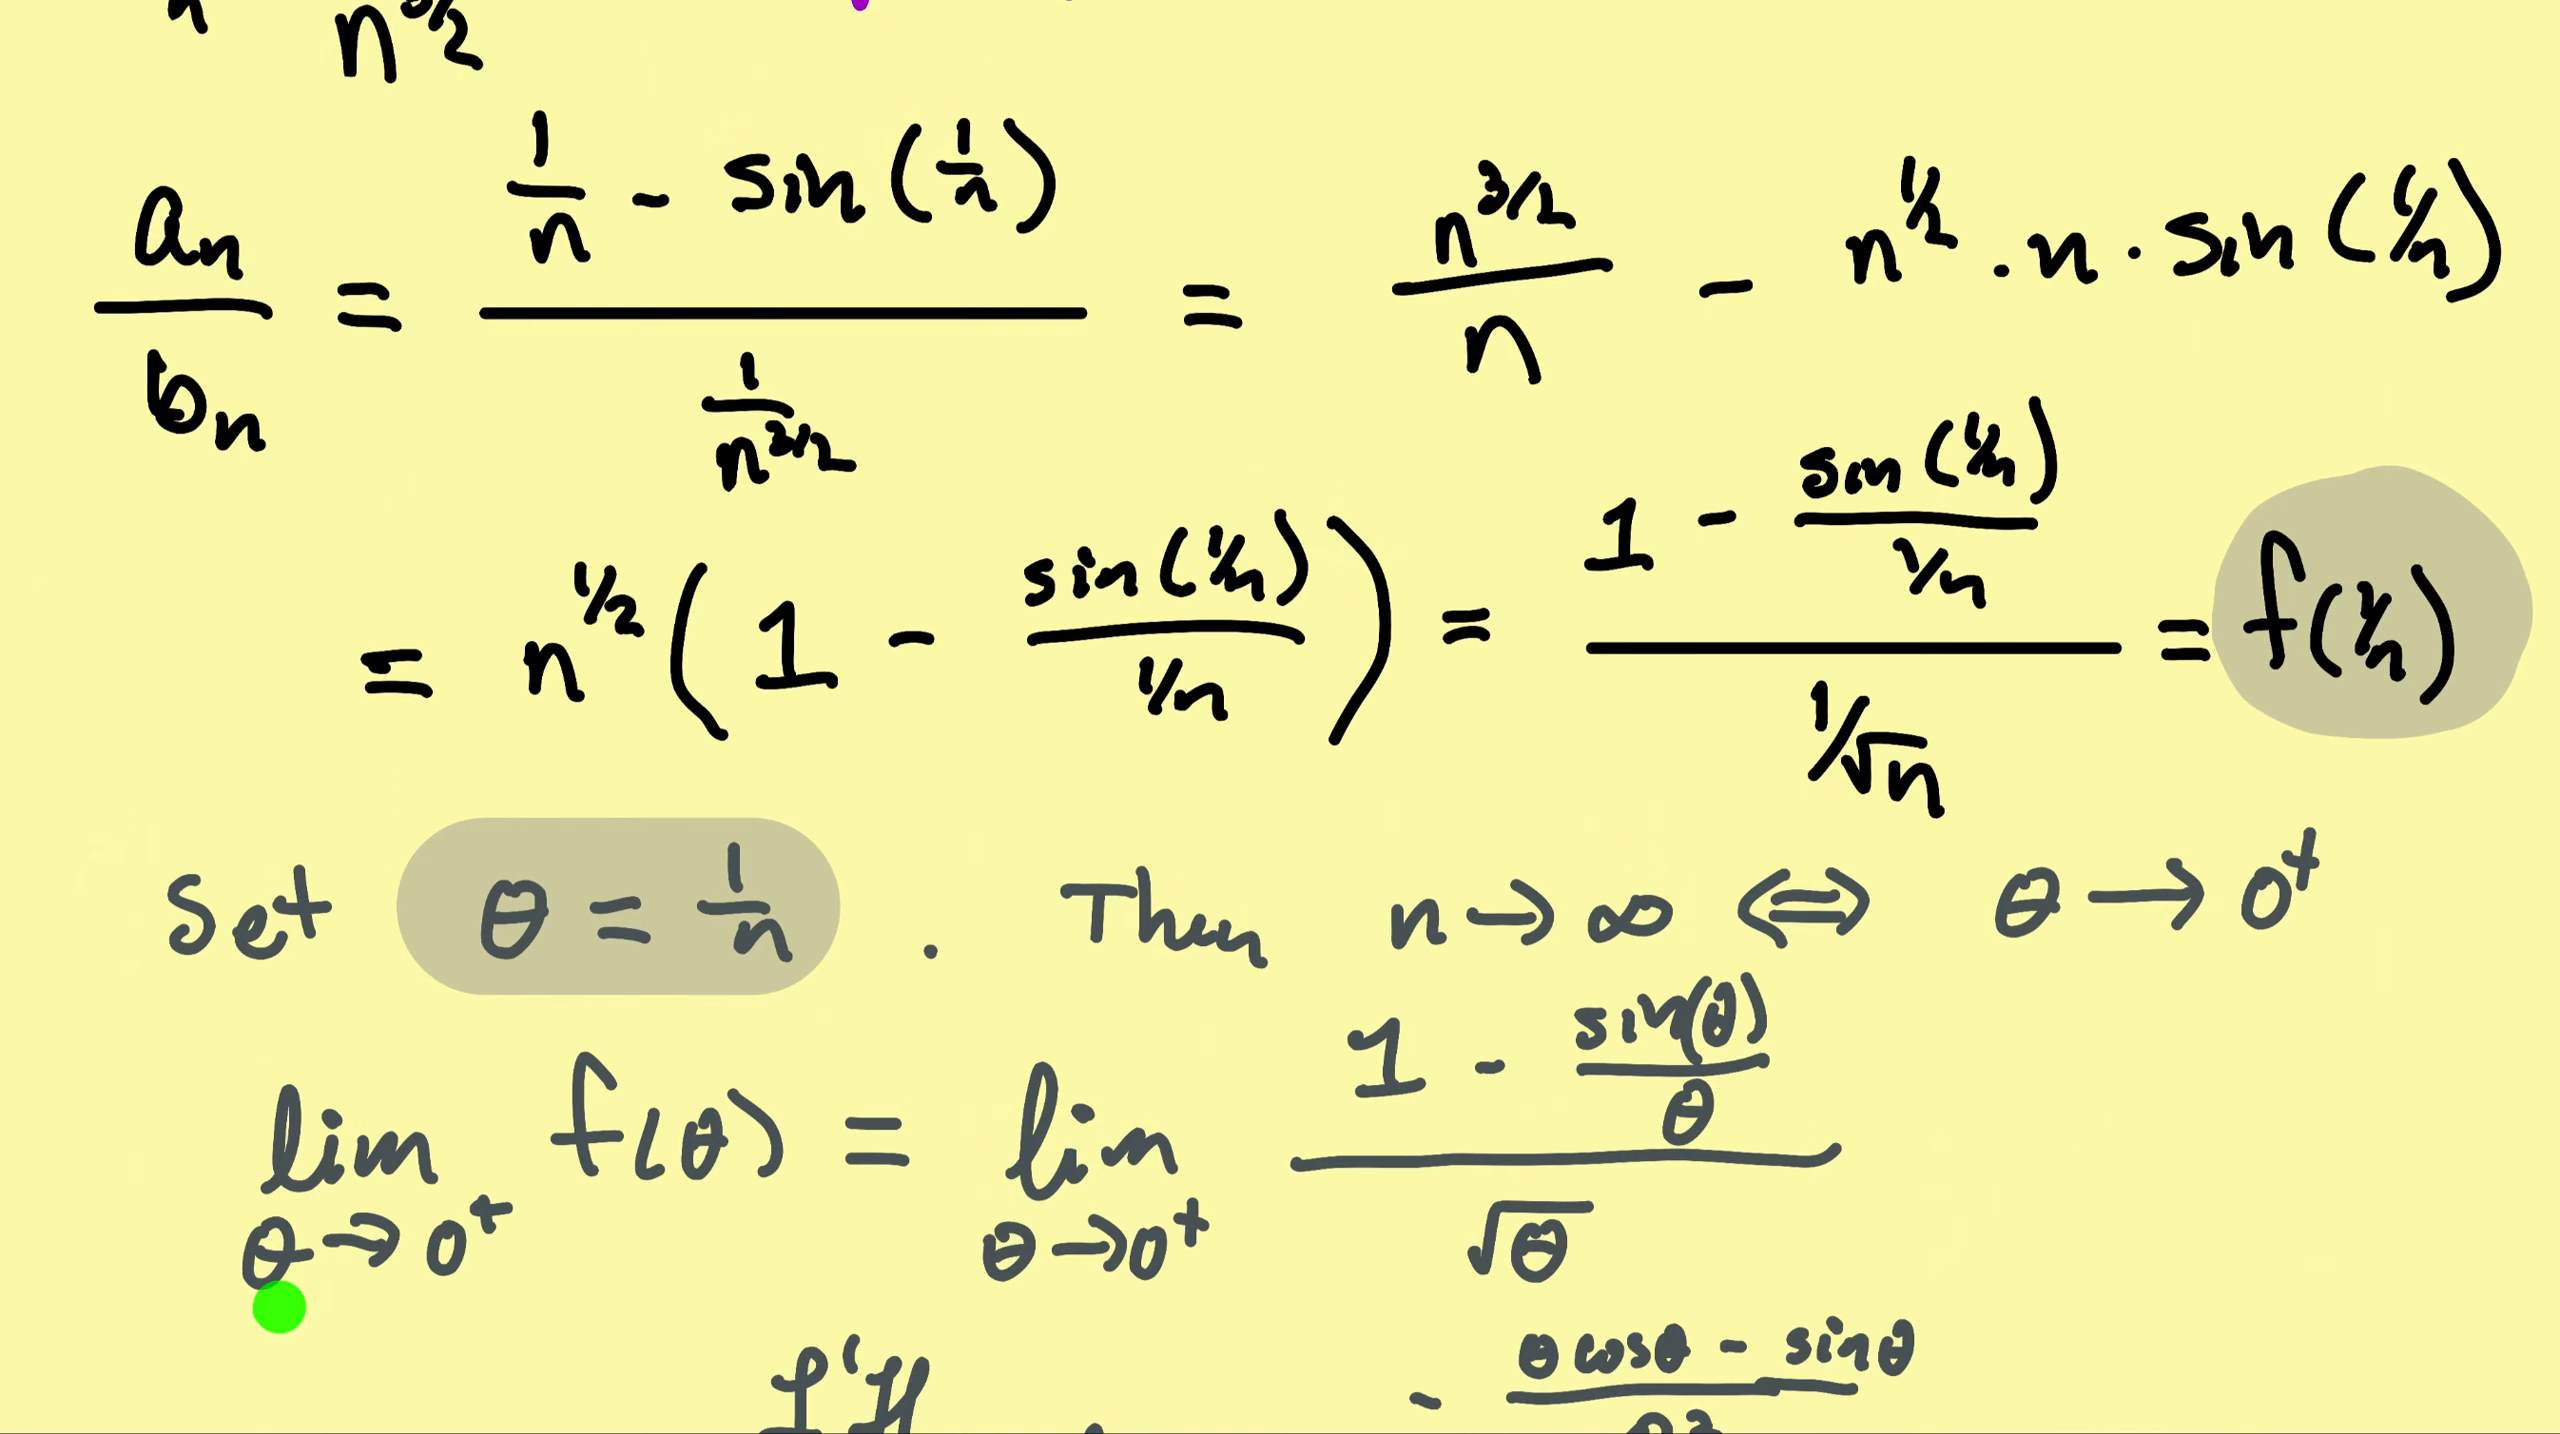 n n^{3/2}
a_n / b_n = (1/n - sin(1/n)) / (1/n^{3/2}) = n^{3/2}/n - n^{1/2} · n · sin(1/n)
= n^{1/2} (1 - sin(1/n)/(1/n)) = (1 - sin(1/n)/(1/n)) / (1/√n) = f(1/n)
Set θ = 1/n . Then n → ∞ ⟺ θ → 0⁺
lim_{θ→0⁺} f(θ) = lim_{θ→0⁺} (1 - sin(θ)/θ) / √θ
L'H - (θ cosθ - sinθ) / θ²